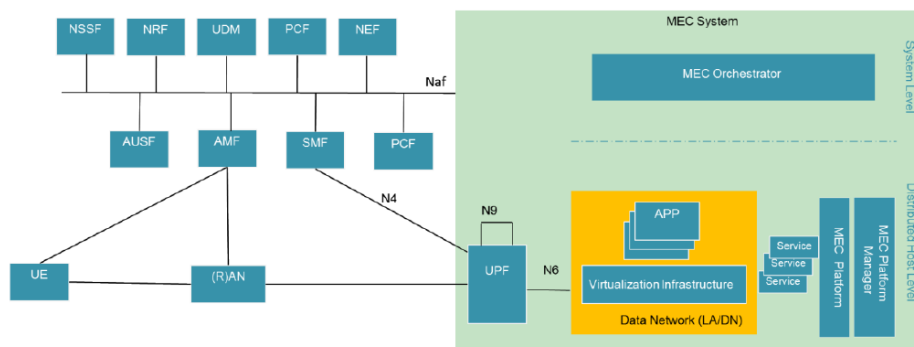 MEC System
NSSF
NRF
UDM
PCF
NEF
System Level
MEC Orchestrator
Naf
AUSF
AMF
SMF
PCF
N4
Distributed Host Level
N9
APP
UE
(R)AN
UPF
N6
Virtualization Infrastructure
Service
Service
Service
MEC Platform
MEC Platform
Manager
Data Network (LA/DN)